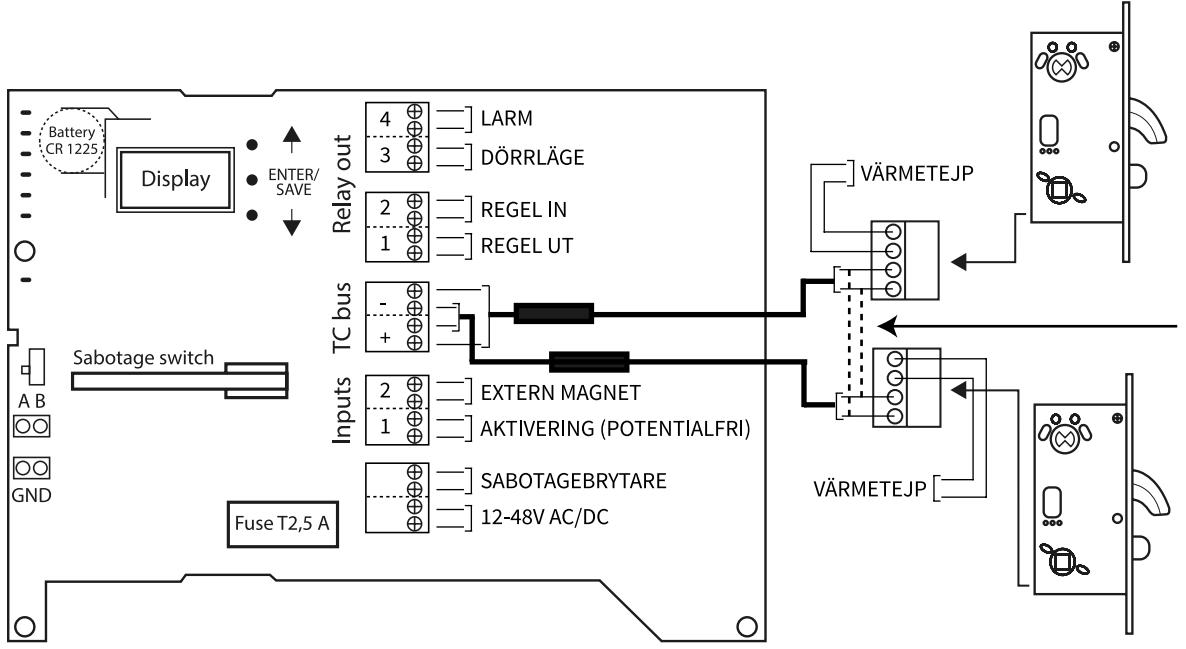 Battery
CR 1225
Display
ENTER/
SAVE
Relay out
4
LARM
3
DÖRRLÄGE
2
REGEL IN
1
REGEL UT
TC bus
-
+
VÄRMETEJP
Sabotage switch
A B
GND
Inputs
2
EXTERN MAGNET
1
AKTIVERING (POTENTIALFRI)
SABOTAGEBRYTARE
12-48V AC/DC
Fuse T2,5 A
VÄRMETEJP